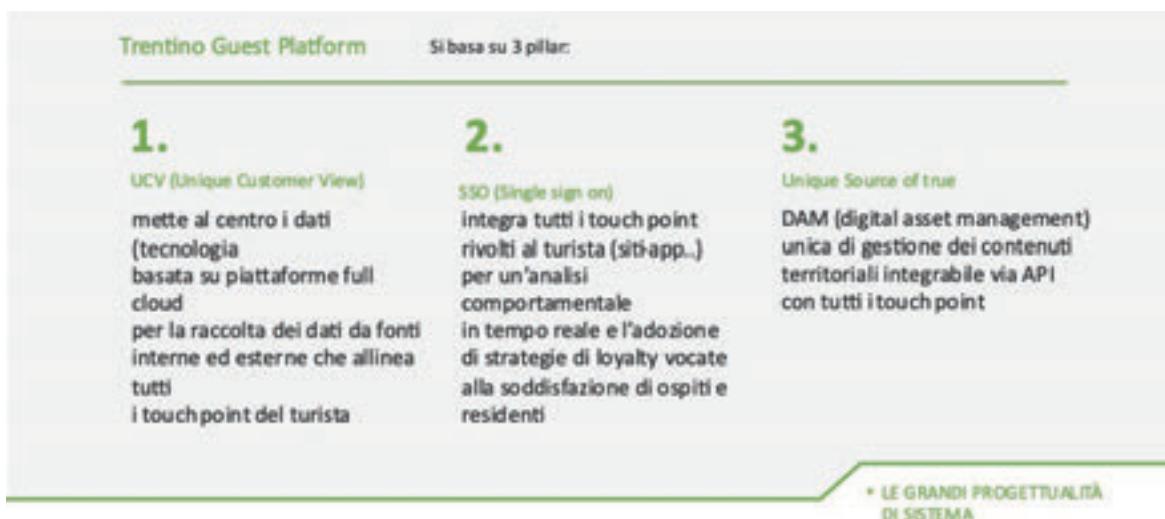 Trentino Guest Platform
Si basa su 3 pillar:
1.
UCV (Unique Customer View)
mette al centro i dati
(tecnologia
basata su piattaforme full
cloud
per la raccolta dei dati da fonti
interne ed esterne che allinea
tutti
i touch point del turista
2.
SSO (Single sign on)
integra tutti i touch point
rivolti al turista (siti-app..)
per un'analisi
comportamentale
in tempo reale e l'adozione
di strategie di loyalty vocate
alla soddisfazione di ospiti e
residenti
3.
Unique Source of true
DAM (digital asset management)
unica di gestione dei contenuti
territoriali integrabile via API
con tutti i touch point
* LE GRANDI PROGETTUALITÀ
DI SISTEMA